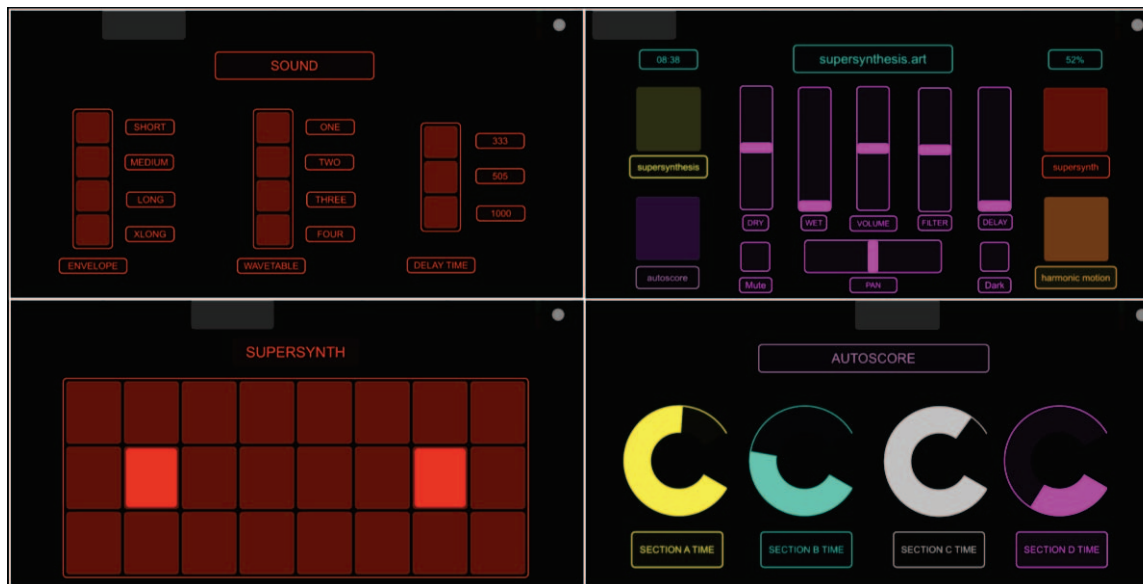 SOUND
SHORT
MEDIUM
LONG
XLONG
ENVELOPE
ONE
TWO
THREE
FOUR
WAVETABLE
333
505
1000
DELAY TIME
08:38
supersynthesis.art
52%
supersynthesis
autoscore
DRY
WET
VOLUME
FILTER
DELAY
Mute
PAN
Dark
supersynth
harmonic motion
SUPERSYNTH
AUTOSCORE
SECTION A TIME
SECTION B TIME
SECTION C TIME
SECTION D TIME